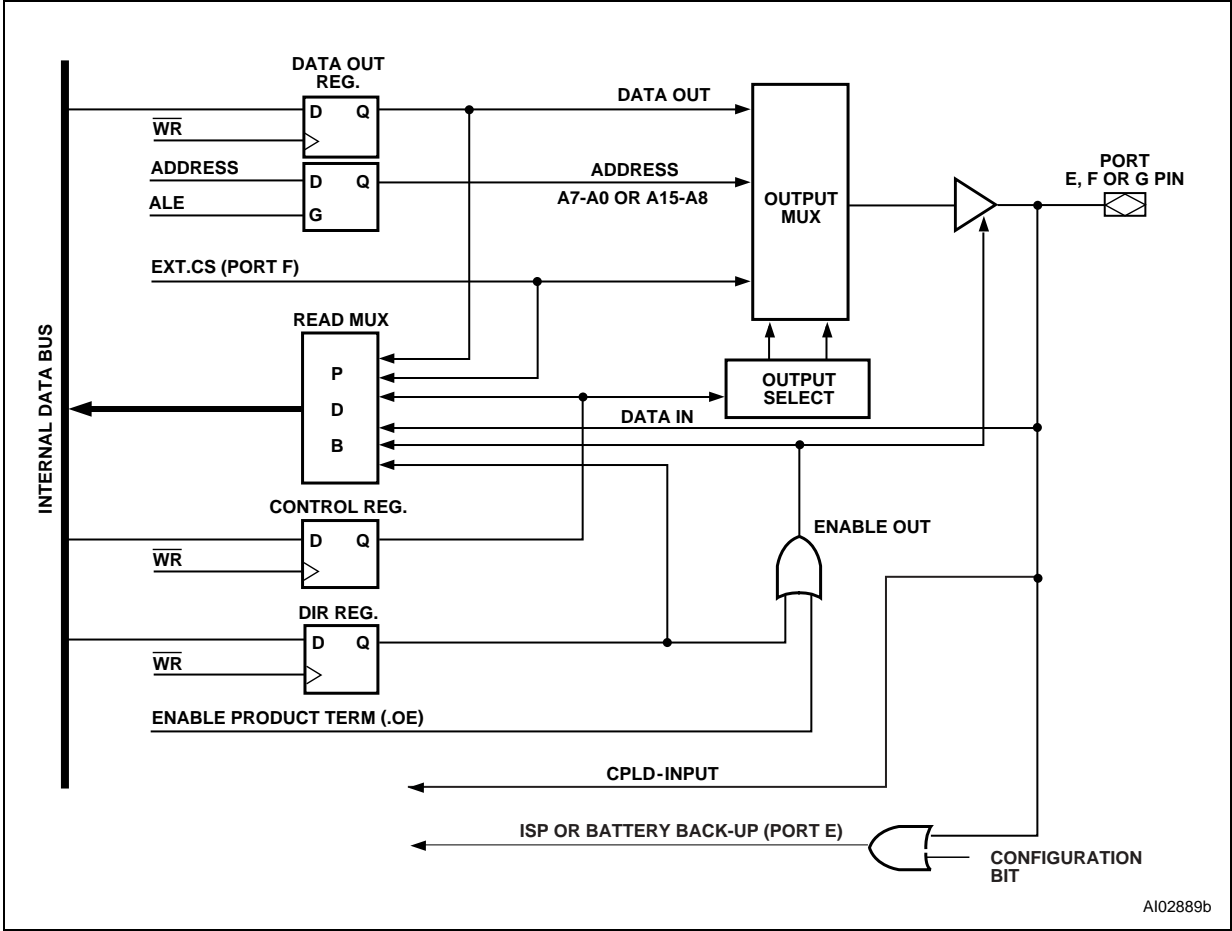 DATA OUT
REG.
D Q
DATA OUT
WR
ADDRESS
D Q
ADDRESS
A7-A0 OR A15-A8
ALE
G
OUTPUT
MUX
PORT
E, F OR G PIN
EXT.CS (PORT F)
READ MUX
P
D
B
OUTPUT
SELECT
DATA IN
INTERNAL DATA BUS
CONTROL REG.
D Q
WR
ENABLE OUT
DIR REG.
D Q
WR
ENABLE PRODUCT TERM (.OE)
CPLD-INPUT
ISP OR BATTERY BACK-UP (PORT E)
CONFIGURATION
BIT
AI02889b